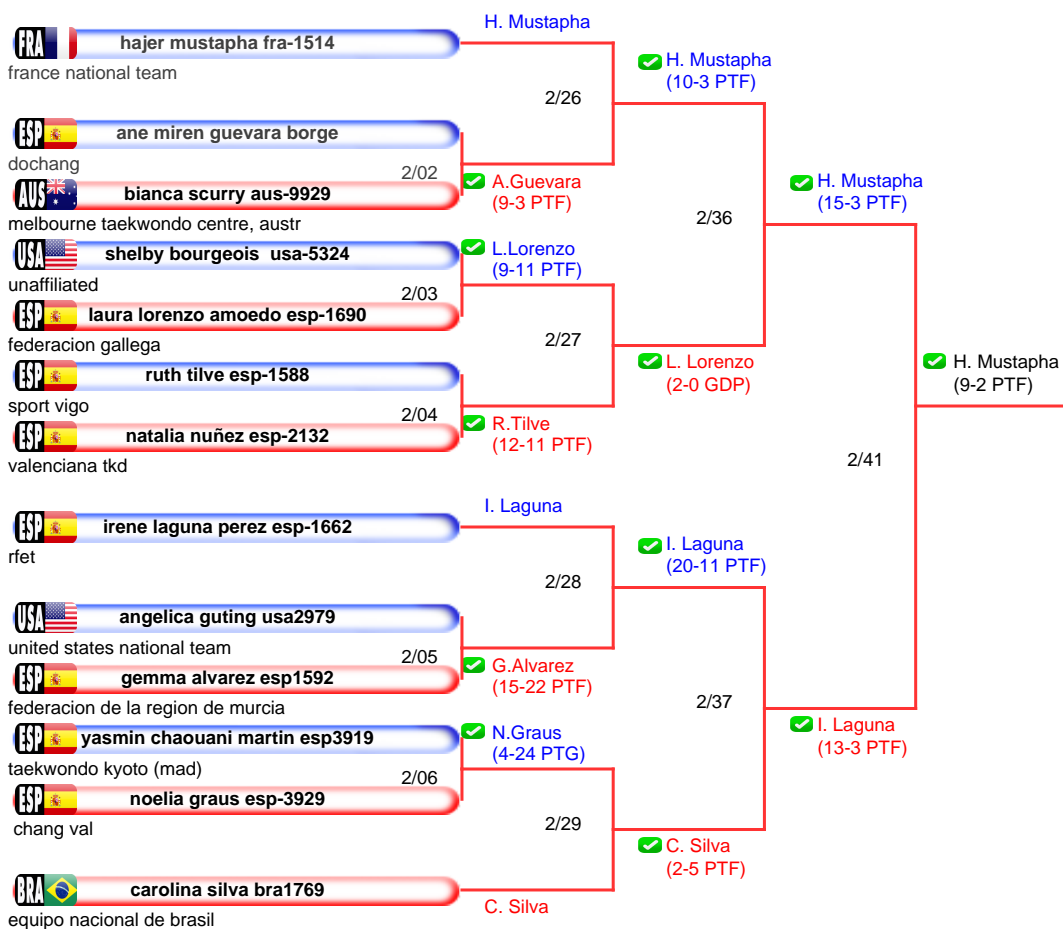 H. Mustapha
FRA hajer mustapha fra-1514
france national team
H. Mustapha
(10-3 PTF)
2/26
ESP ane miren guevara borge
dochang
2/02
AUS bianca scurry aus-9929
melbourne taekwondo centre, austr
A.Guevara
(9-3 PTF)
H. Mustapha
(15-3 PTF)
2/36
USA shelby bourgeois usa-5324
unaffiliated
L.Lorenzo
(9-11 PTF)
2/03
ESP laura lorenzo amoedo esp-1690
federacion gallega
2/27
L. Lorenzo
(2-0 GDP)
H. Mustapha
(9-2 PTF)
ESP ruth tilve esp-1588
sport vigo
2/04
ESP natalia nuñez esp-2132
valenciana tkd
R.Tilve
(12-11 PTF)
2/41
I. Laguna
ESP irene laguna perez esp-1662
rfet
I. Laguna
(20-11 PTF)
2/28
USA angelica guting usa2979
united states national team
2/05
ESP gemma alvarez esp1592
federacion de la region de murcia
G.Alvarez
(15-22 PTF)
2/37
I. Laguna
(13-3 PTF)
ESP yasmin chaouani martin esp3919
taekwondo kyoto (mad)
N.Graus
(4-24 PTG)
2/06
ESP noelia graus esp-3929
chang val
2/29
C. Silva
(2-5 PTF)
BRA carolina silva bra1769
equipo nacional de brasil
C. Silva